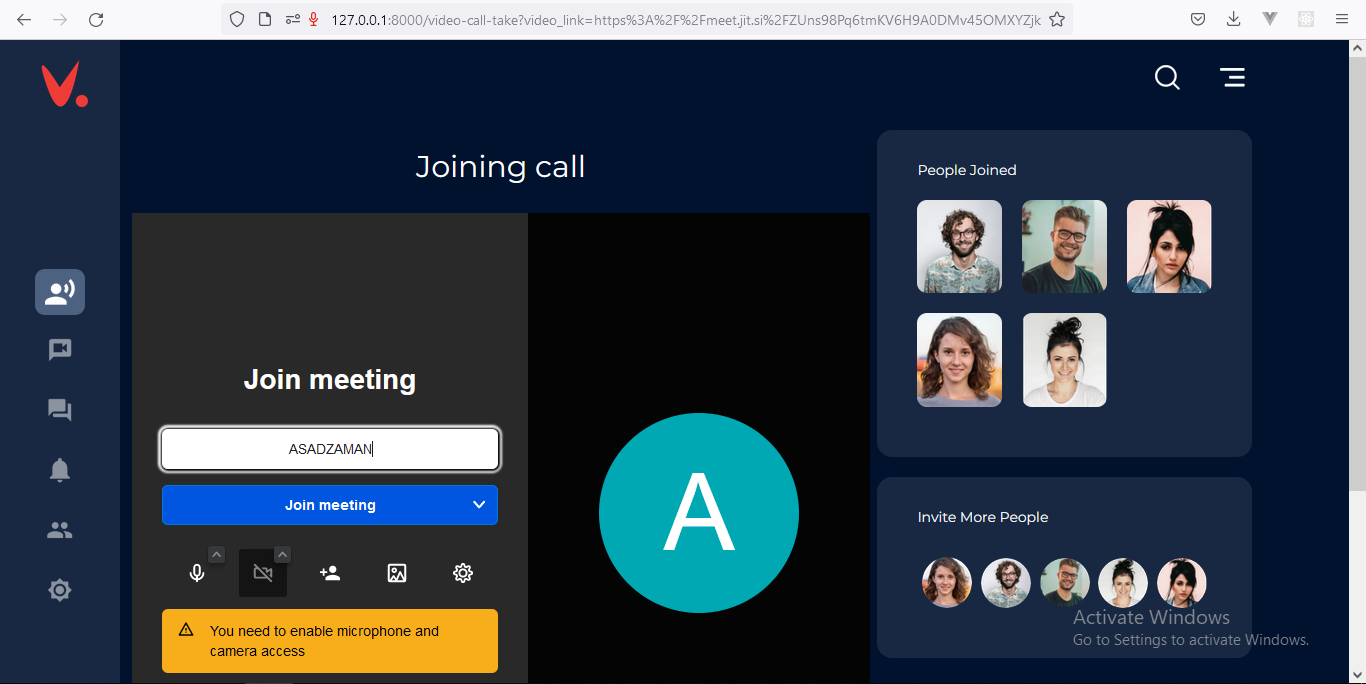 127.0.0.1:8000/video-call-take?video_link=https%3A%2F%2Fmeet.jit.si%2FZUns98Pq6tmKV6H9A0DMv45OMXYZjk
Joining call
Join meeting
ASADZAMAN
Join meeting
You need to enable microphone and
camera access
A
People Joined
Invite More People
Activate Windows
Go to Settings to activate Windows.